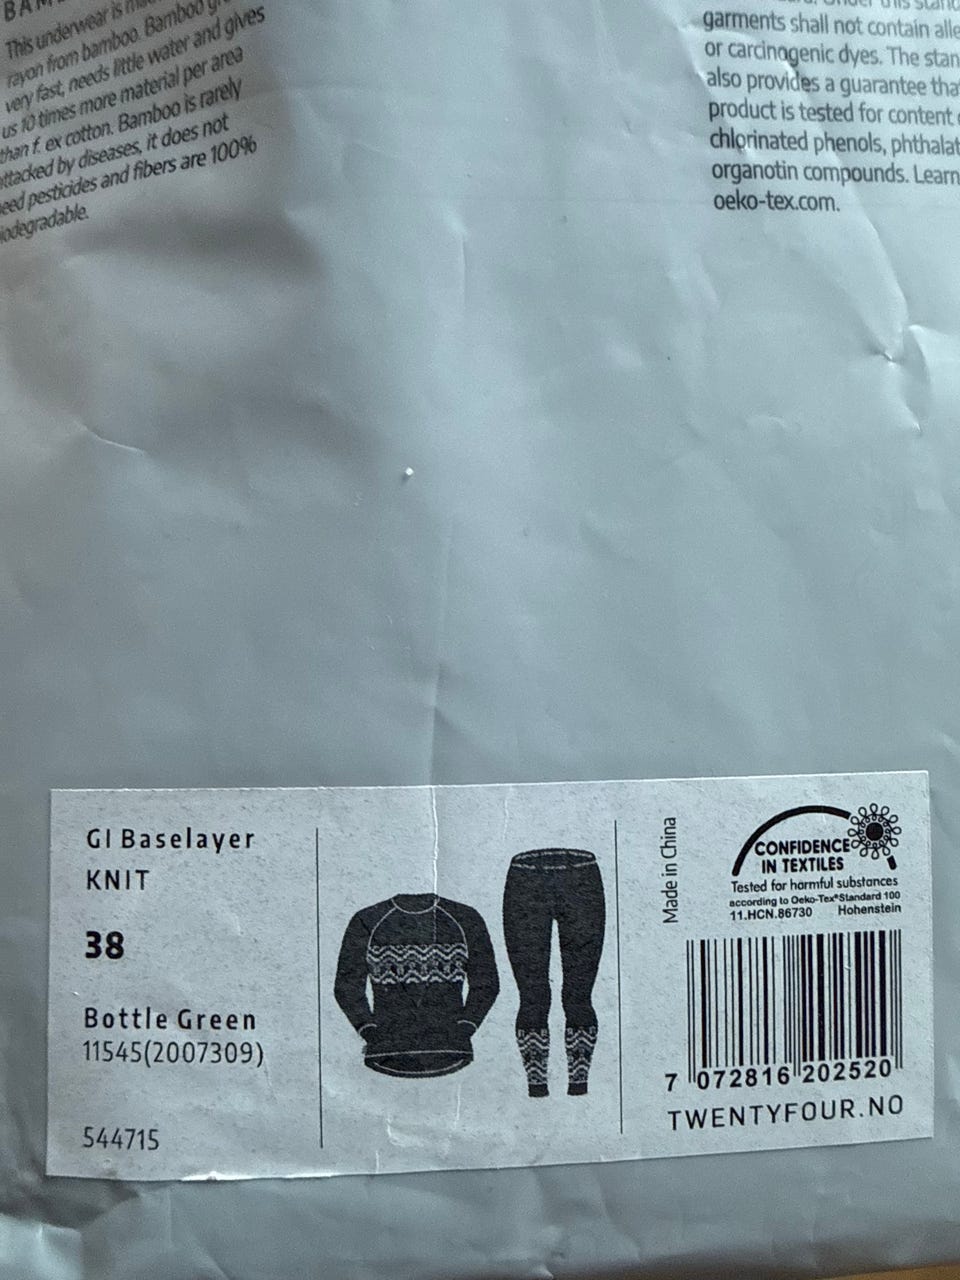 This underwear is
rayon from bamboo. Bamboo
very fast, needs little water and gives
us 10 times more material per area
than f. ex cotton. Bamboo is rarely
attacked by diseases, it does not
need pesticides and fibers are 100%
biodegradable.
garments shall not contain
or carcinogenic dyes. The
also provides a guarantee
product is tested for content
chlorinated phenols,
organotin compounds. Learn
oeko-tex.com.
GI Baselayer
KNIT
38
Bottle Green
11545(2007309)
544715
Made in China
CONFIDENCE
IN TEXTILES
Tested for harmful substances
according to Oeko-Tex® Standard 100
11.HCN.86730 Hohenstein
7 072816 202520
TWENTYFOUR.NO